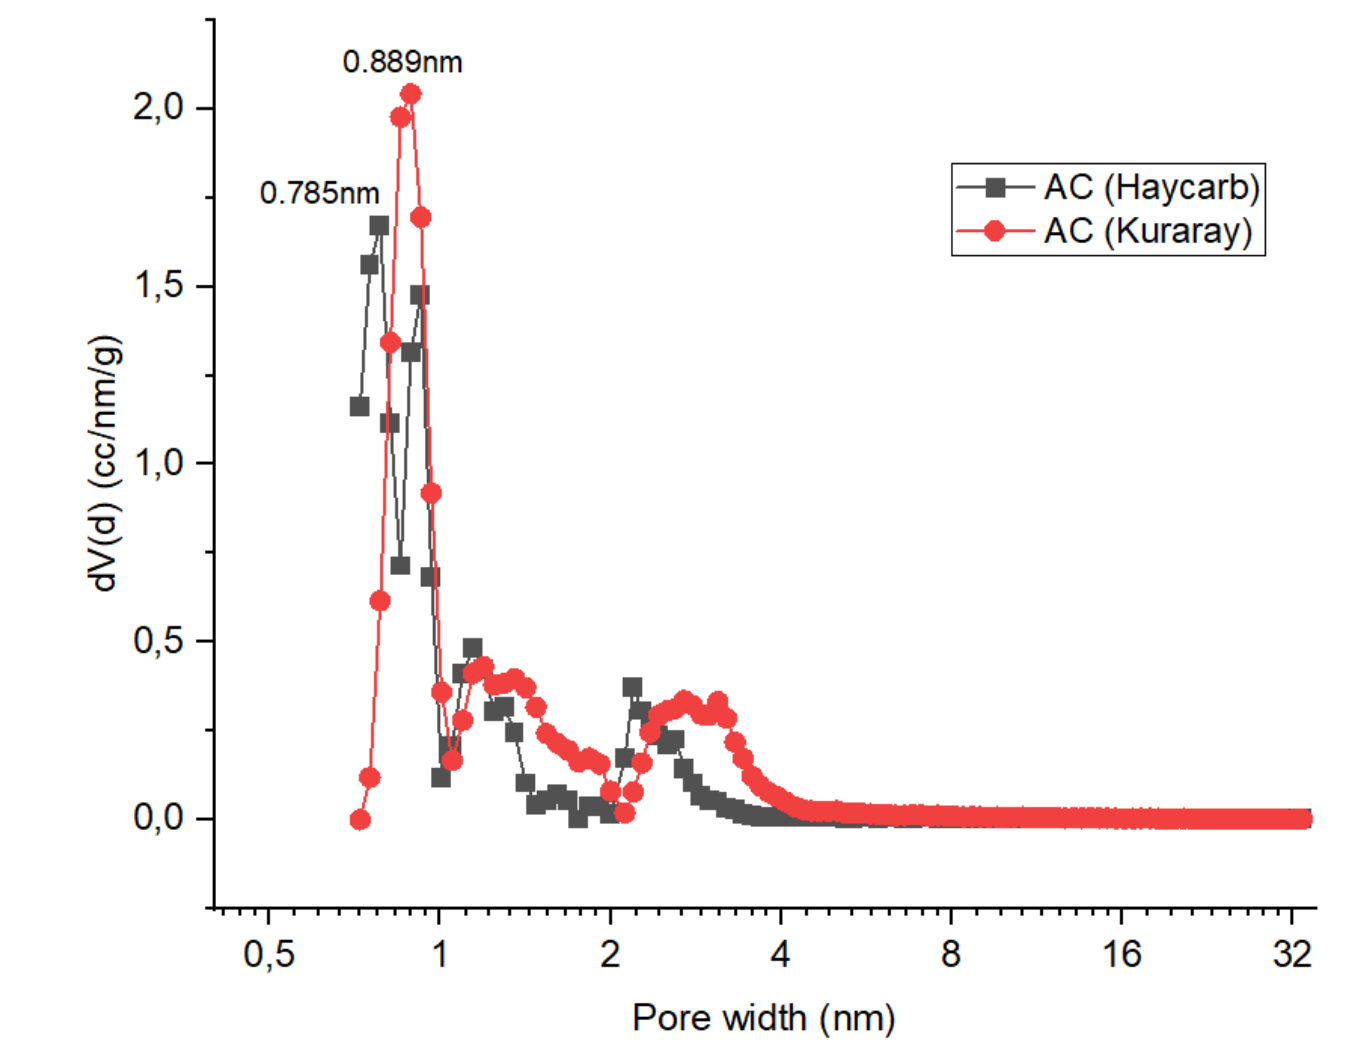 0.889nm
0.785nm
AC (Haycarb)
AC (Kuraray)
dV(d) (cc/nm/g)
2,0
1,5
1,0
0,5
0,0
0,5 1 2 4 8 16 32
Pore width (nm)